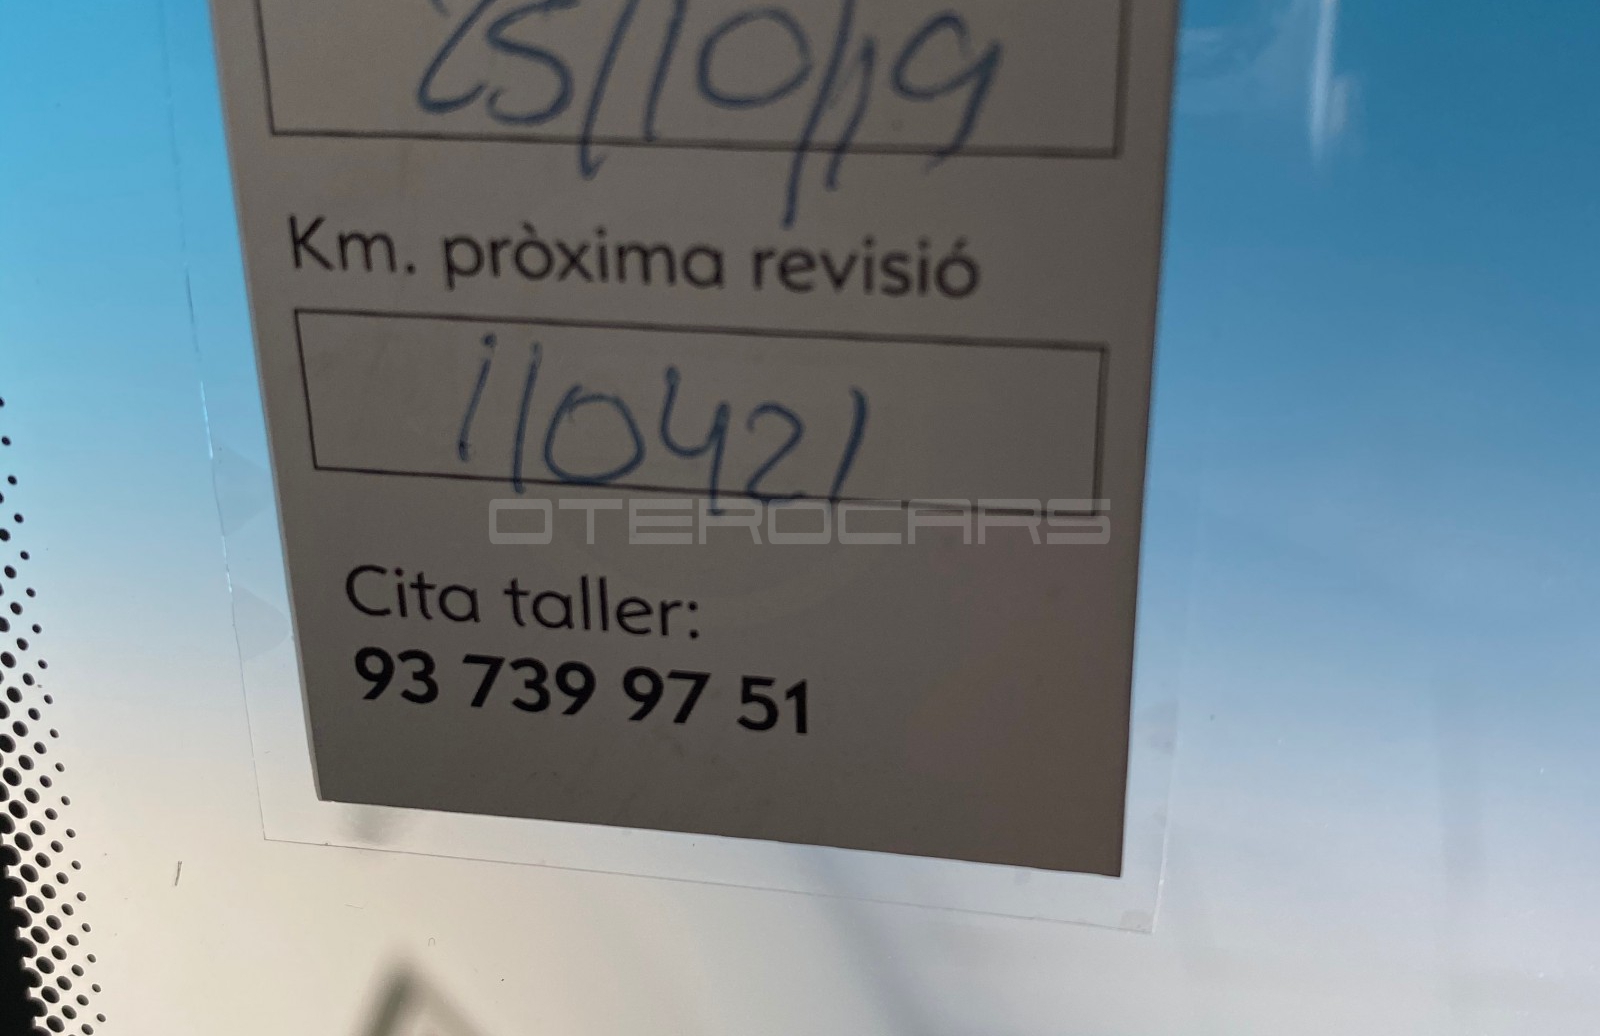 25/10/19
Km. pròxima revisió
110421
OTEROCARS
Cita taller:
93 739 97 51